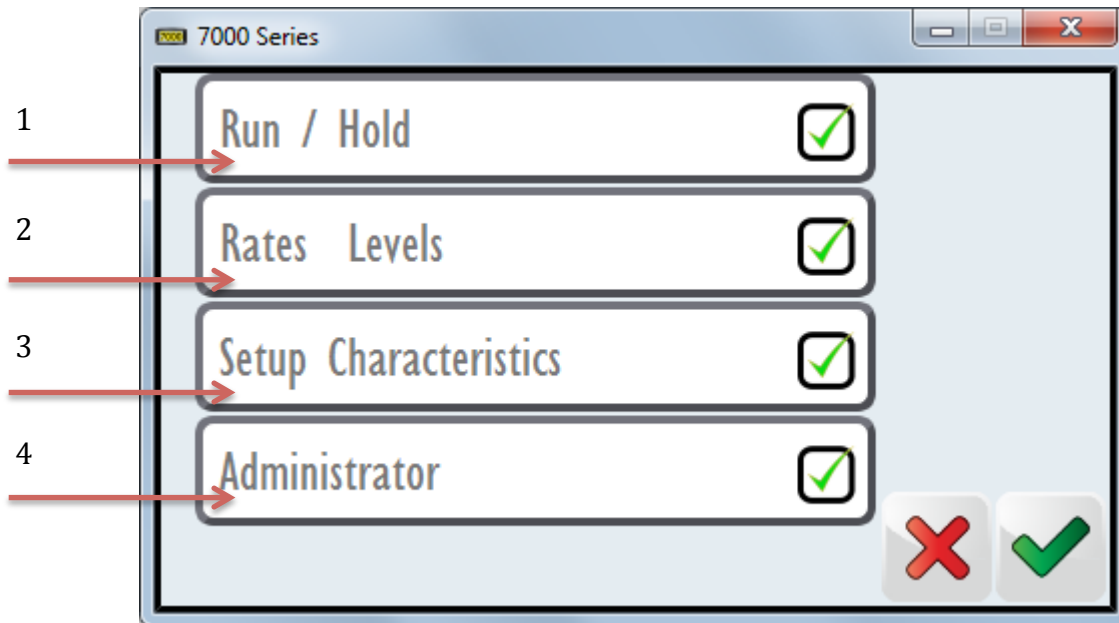 7000 Series
1
Run / Hold
2
Rates Levels
3
Setup Characteristics
4
Administrator